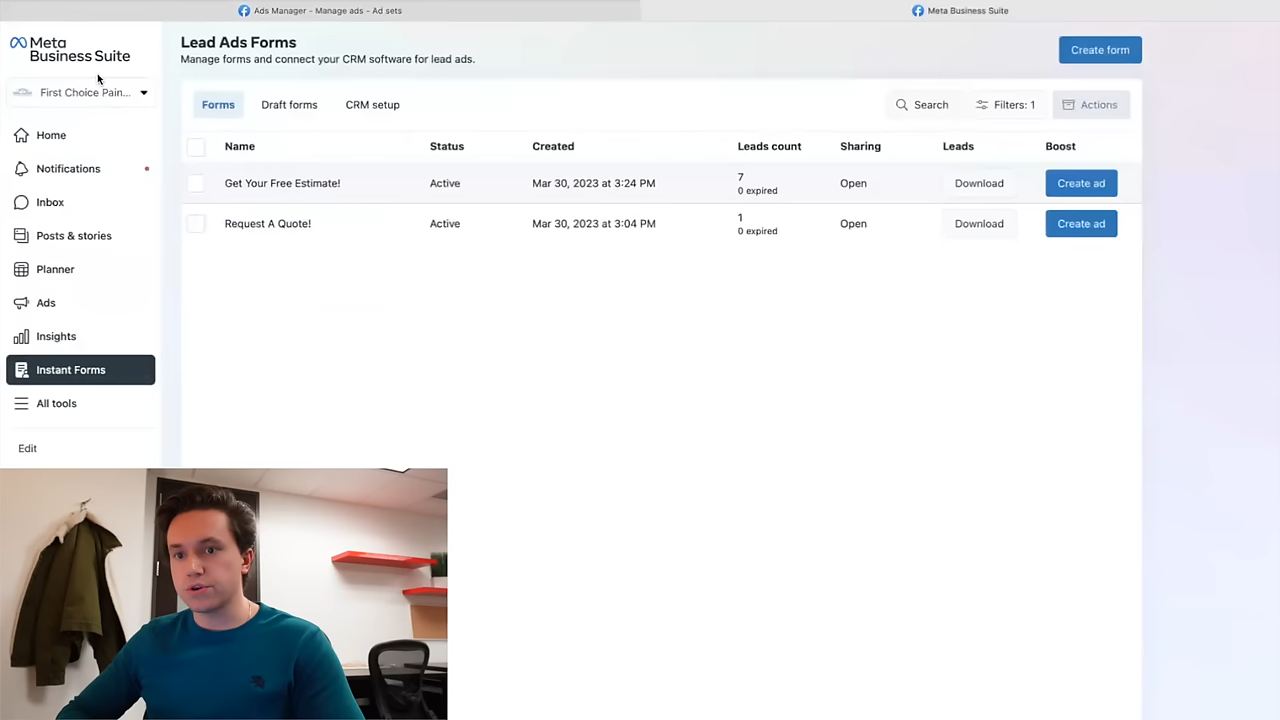 Ads Manager - Manage ads - Ad sets
Meta Business Suite
Meta
Business Suite
First Choice Pain...
Home
Notifications
Inbox
Posts & stories
Planner
Ads
Insights
Instant Forms
All tools
Edit
Lead Ads Forms
Manage forms and connect your CRM software for lead ads.
Create form
Forms
Draft forms
CRM setup
Search
Filters: 1
Actions
Name
Status
Created
Leads count
Sharing
Leads
Boost
Get Your Free Estimate!
Active
Mar 30, 2023 at 3:24 PM
7
0 expired
Open
Download
Create ad
Request A Quote!
Active
Mar 30, 2023 at 3:04 PM
1
0 expired
Open
Download
Create ad